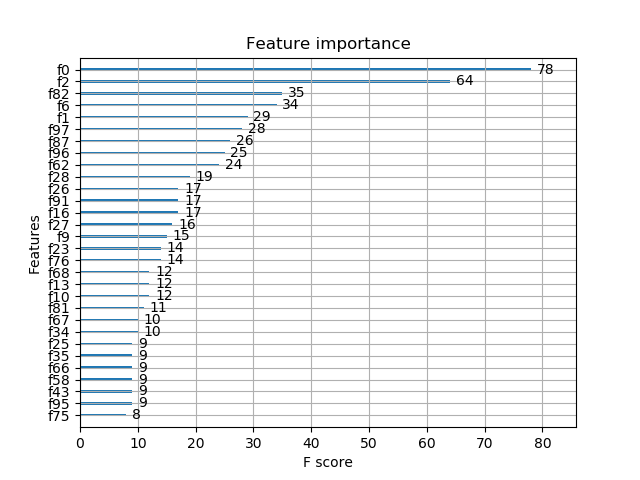 Feature importance
f0 78
f2 64
f82 35
f6 34
f1 29
f97 28
f87 26
f96 25
f62 24
f28 19
f26 17
f91 17
f16 17
f27 16
f9 15
f23 14
f76 14
f68 12
f13 12
f10 12
f81 11
f67 10
f34 10
f25 9
f35 9
f66 9
f58 9
f43 9
f95 9
f75 8
Features
0 10 20 30 40 50 60 70 80
F score